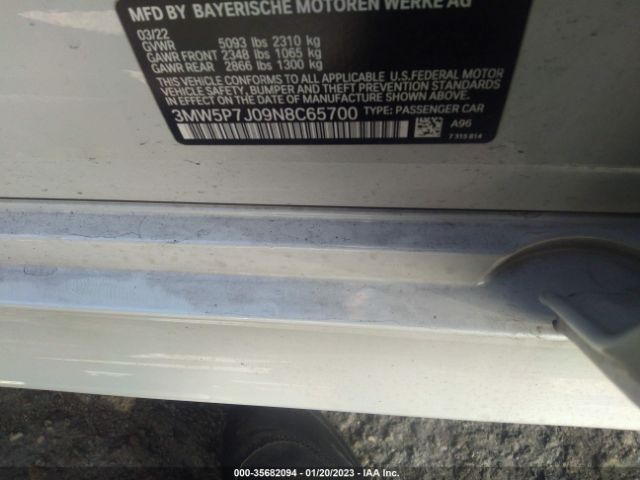 MFD BY BAYERISCHE MOTOREN WERKE AG
03/22
GVWR 5093 lbs 2310 kg
GAWR FRONT 2348 lbs 1065 kg
GAWR REAR 2866 lbs 1300 kg
THIS VEHICLE CONFORMS TO ALL APPLICABLE U.S.FEDERAL MOTOR
VEHICLE SAFETY, BUMPER AND THEFT PREVENTION STANDARDS
IN EFFECT ON THE DATE OF MANUFACTURE SHOWN ABOVE.
3MW5P7J09N8C65700 TYPE: PASSENGER CAR
A96
7 315 814
000-35682094 - 01/20/2023 - IAA Inc.